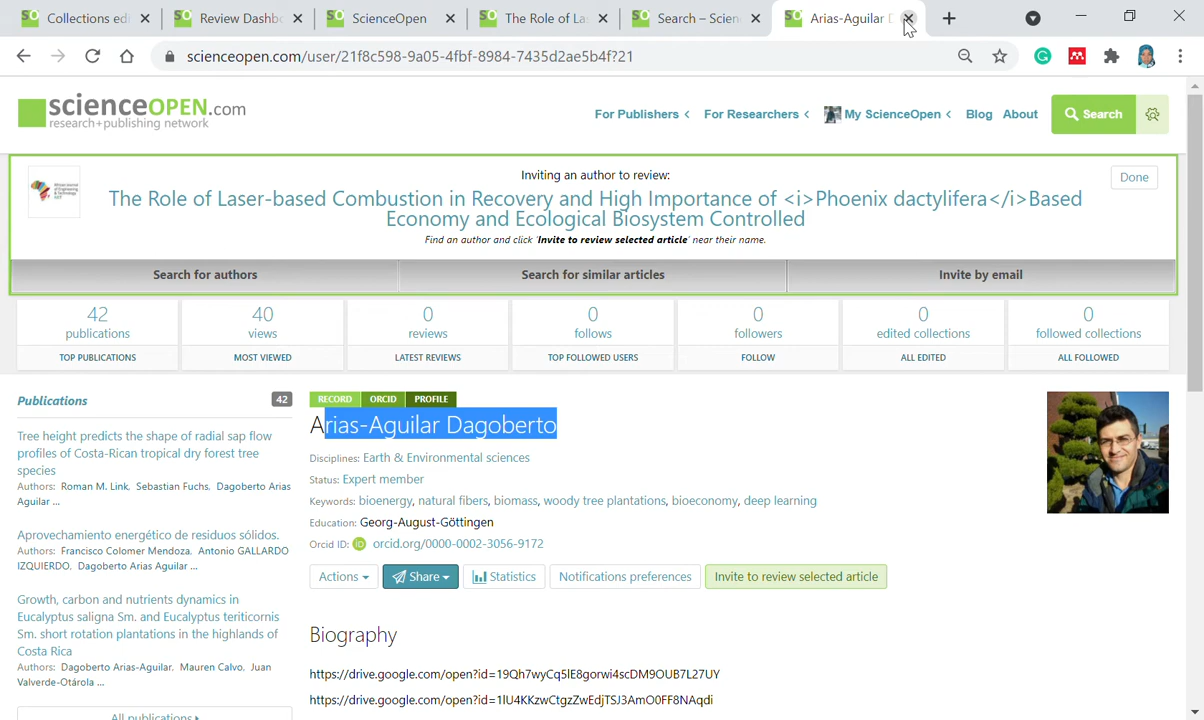 Collections edi
Review Dashbo
ScienceOpen
The Role of La
Search – Scien
Arias-Aguilar D
scienceopen.com/user/21f8c598-9a05-4fbf-8984-7435d2ae5b4f?21
scienceOPEN.com
research+publishing network
For Publishers
For Researchers
My ScienceOpen
Blog
About
Search
Inviting an author to review:
Done
The Role of Laser-based Combustion in Recovery and High Importance of <i>Phoenix dactylifera</i>Based
Economy and Ecological Biosystem Controlled
Find an author and click 'Invite to review selected article' near their name.
Search for authors
Search for similar articles
Invite by email
42
publications
TOP PUBLICATIONS
40
views
MOST VIEWED
0
reviews
LATEST REVIEWS
0
follows
TOP FOLLOWED USERS
0
followers
FOLLOW
0
edited collections
ALL EDITED
0
followed collections
ALL FOLLOWED
Publications 42
Tree height predicts the shape of radial sap flow
profiles of Costa-Rican tropical dry forest tree
species
Authors: Roman M. Link, Sebastian Fuchs, Dagoberto Arias
Aguilar ...
Aprovechamiento energético de residuos sólidos.
Authors: Francisco Colomer Mendoza, Antonio GALLARDO
IZQUIERDO, Dagoberto Arias Aguilar ...
Growth, carbon and nutrients dynamics in
Eucalyptus saligna Sm. and Eucalyptus teriticornis
Sm. short rotation plantations in the highlands of
Costa Rica
Authors: Dagoberto Arias-Aguilar, Mauren Calvo, Juan
Valverde-Otárola ...
All publications
RECORD ORCID PROFILE
Arias-Aguilar Dagoberto
Disciplines: Earth & Environmental sciences
Status: Expert member
Keywords: bioenergy, natural fibers, biomass, woody tree plantations, bioeconomy, deep learning
Education: Georg-August-Göttingen
Orcid ID: iD orcid.org/0000-0002-3056-9172
Actions
Share
Statistics
Notifications preferences
Invite to review selected article
Biography
https://drive.google.com/open?id=19Qh7wyCq5lE8gorwi4scDM9OUB7L27UY
https://drive.google.com/open?id=1lU4KKzwCtgzZwEdjTSJ3AmO0FF8NAqdi